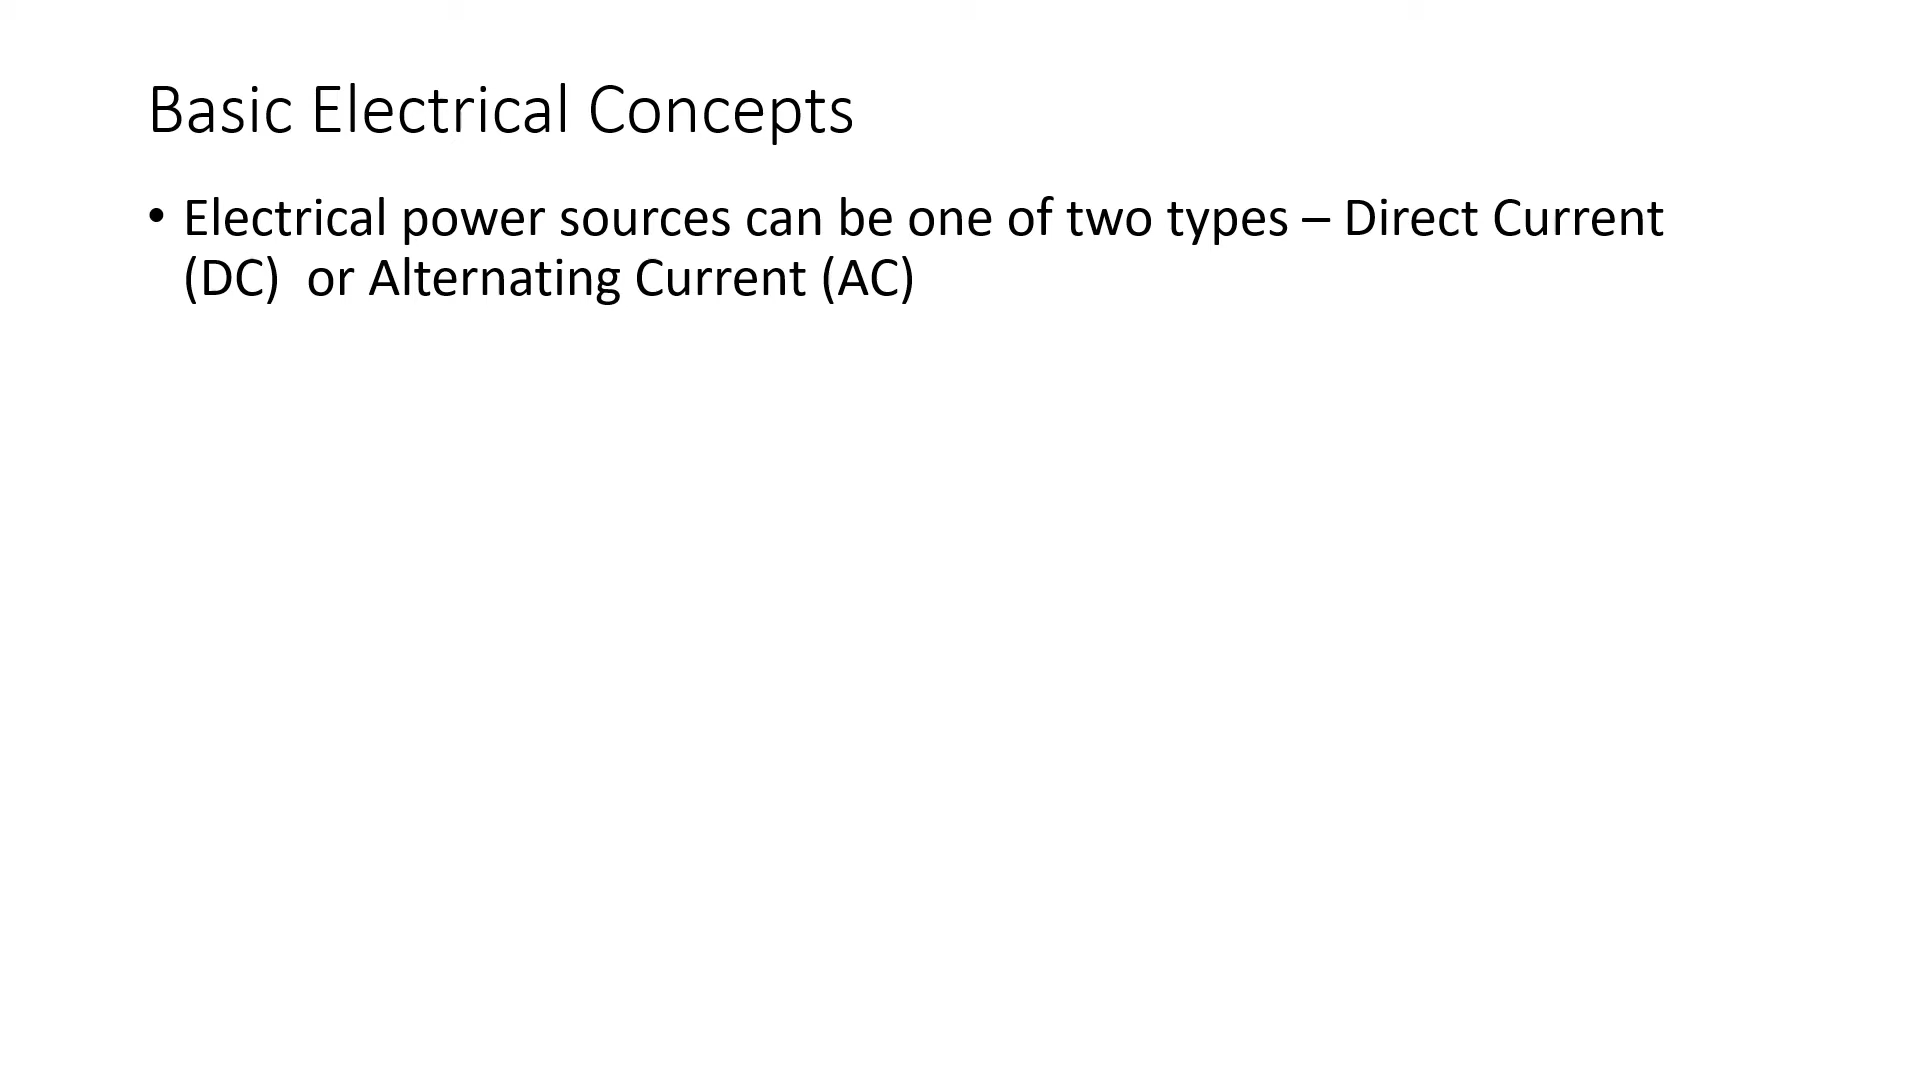 Basic Electrical Concepts
• Electrical power sources can be one of two types – Direct Current
(DC)  or Alternating Current (AC)